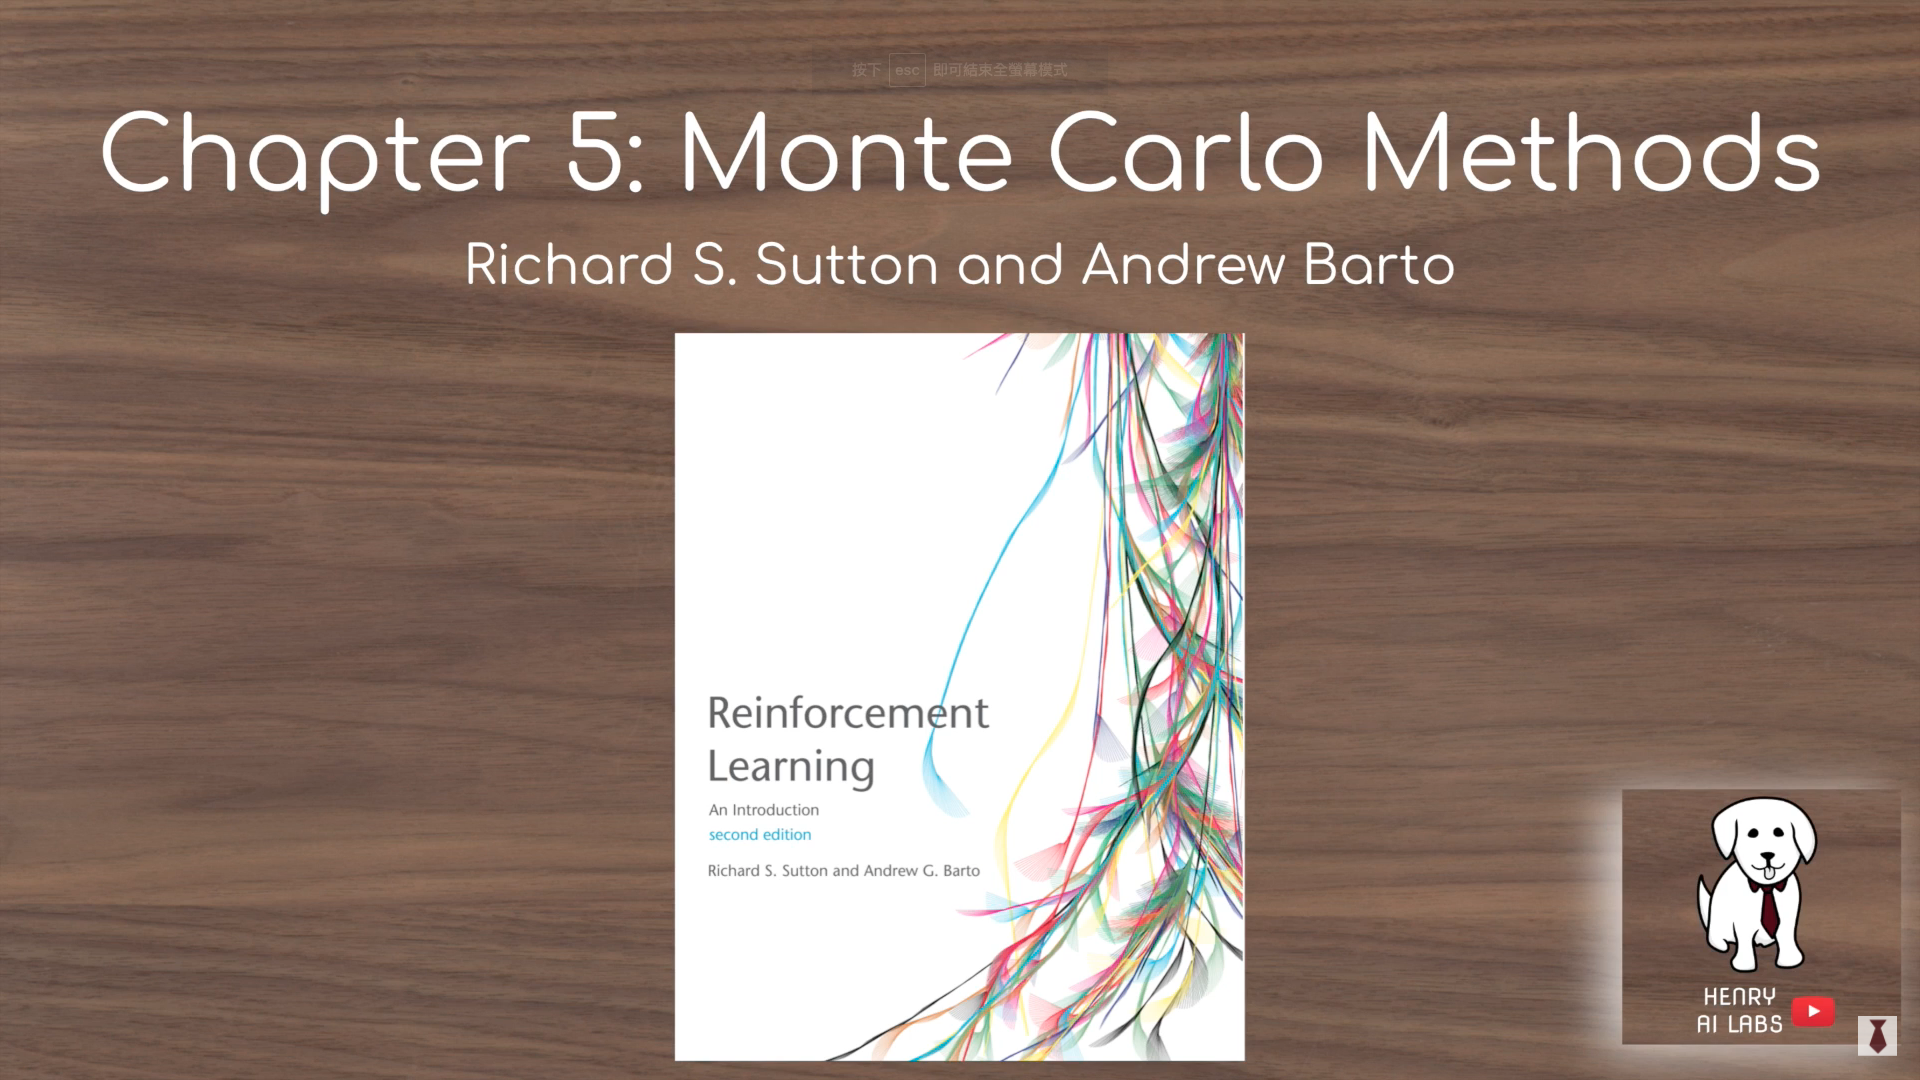 按下 esc 即可結束全螢幕模式
Chapter 5: Monte Carlo Methods
Richard S. Sutton and Andrew Barto
Reinforcement
Learning
An Introduction
second edition
Richard S. Sutton and Andrew G. Barto
HENRY
AI LABS